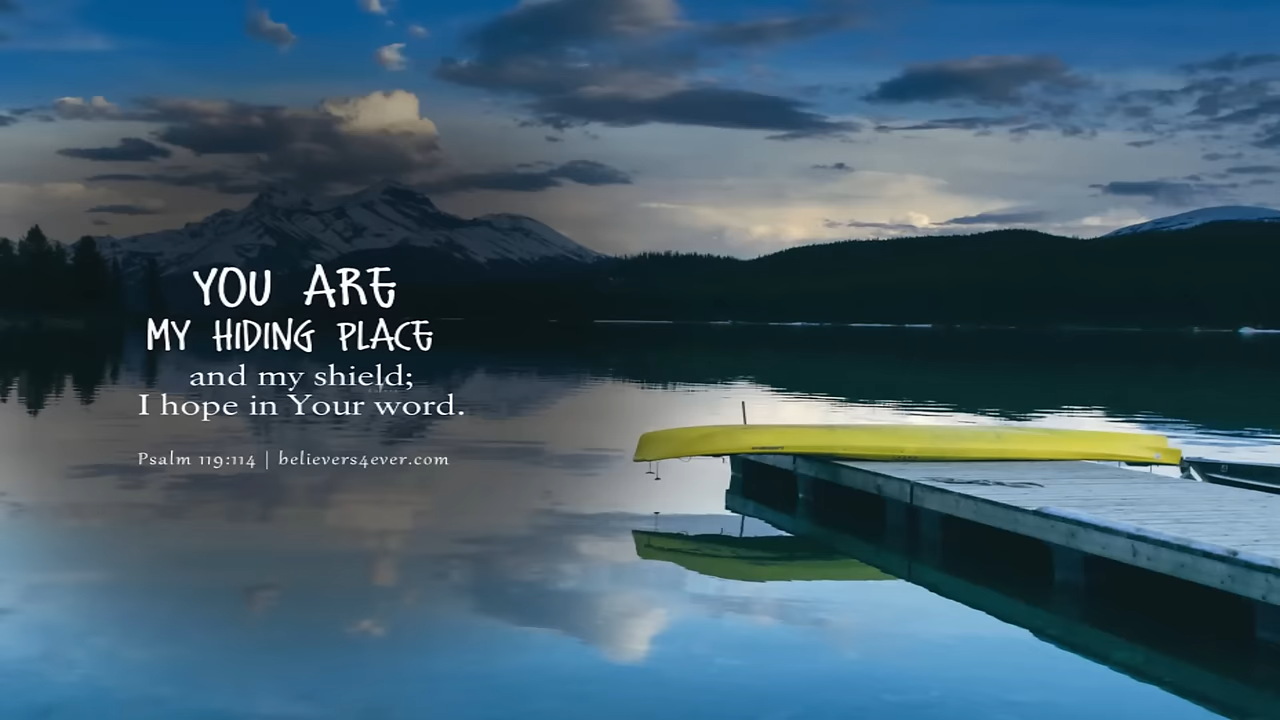 YOU ARE
MY HIDING PLACE
and my shield;
I hope in Your word.
Psalm 119:114 | believers4ever.com